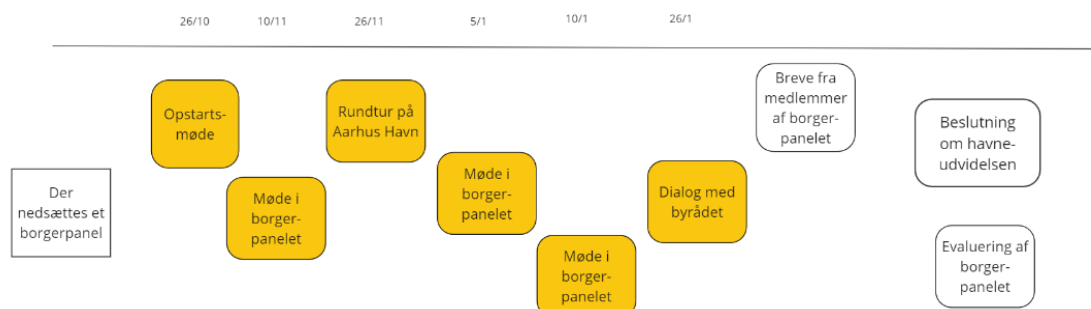 26/10
10/11
26/11
5/1
10/1
26/1
Der
nedsættes et
borgerpanel
Opstarts-
møde
Møde i
borger-
panelet
Rundtur på
Aarhus Havn
Møde i
borger-
panelet
Møde i
borger-
panelet
Dialog med
byrådet
Breve fra
medlemmer
af borger-
panelet
Beslutning
om havne-
udvidelsen
Evaluering af
borger-
panelet